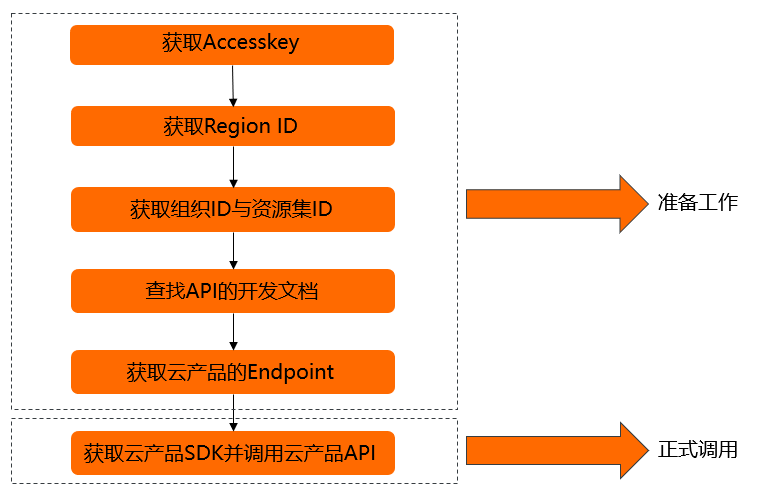 获取Accesskey
获取Region ID
获取组织ID与资源集ID
查找API的开发文档
获取云产品的Endpoint
准备工作
获取云产品SDK并调用云产品API
正式调用